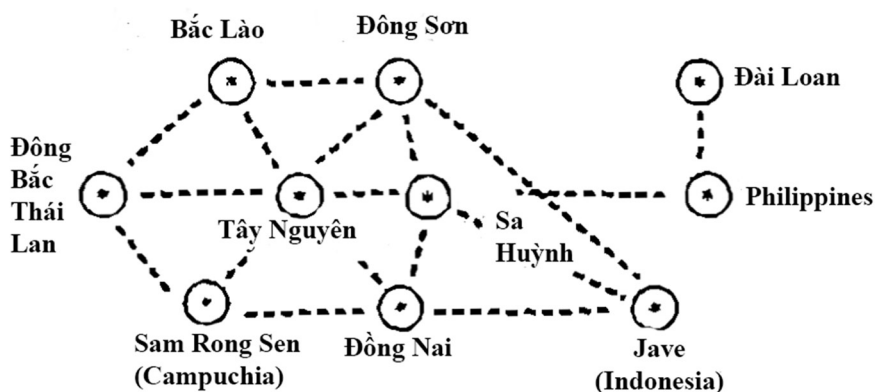 Bắc Lào
Đông Sơn
Đài Loan
Đông
Bắc
Thái
Lan
Tây Nguyên
Sa
Huỳnh
Philippines
Sam Rong Sen
(Campuchia)
Đồng Nai
Jave
(Indonesia)